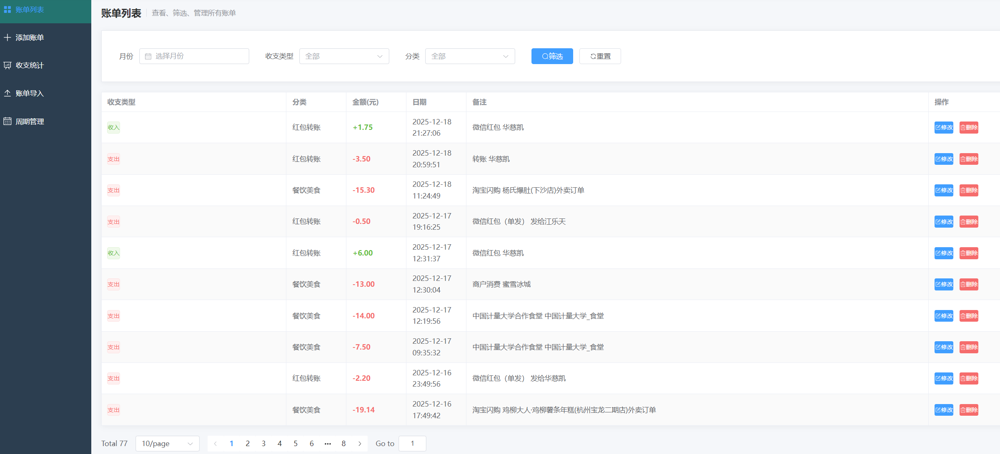 账单列表
添加账单
收支统计
账单导入
周期管理
账单列表 查看、筛选、管理所有账单
月份 选择月份 收支类型 全部 分类 全部 筛选 重置
收支类型 分类 金额(元) 日期 备注 操作
收入 红包转账 +1.75 2025-12-18 21:27:06 微信红包 华慈凯 修改 删除
支出 红包转账 -3.50 2025-12-18 20:59:51 转账 华慈凯 修改 删除
支出 餐饮美食 -15.30 2025-12-18 11:24:49 淘宝闪购 杨氏爆肚(下沙店)外卖订单 修改 删除
支出 红包转账 -0.50 2025-12-17 19:16:25 微信红包（单发） 发给江乐天 修改 删除
收入 红包转账 +6.00 2025-12-17 12:31:37 微信红包 华慈凯 修改 删除
支出 餐饮美食 -13.00 2025-12-17 12:30:04 商户消费 蜜雪冰城 修改 删除
支出 餐饮美食 -14.00 2025-12-17 12:19:56 中国计量大学合作食堂 中国计量大学_食堂 修改 删除
支出 餐饮美食 -7.50 2025-12-17 09:35:32 中国计量大学合作食堂 中国计量大学_食堂 修改 删除
支出 红包转账 -2.20 2025-12-16 23:49:56 微信红包（单发） 发给华慈凯 修改 删除
支出 餐饮美食 -19.14 2025-12-16 17:49:42 淘宝闪购 鸡柳大人·鸡柳薯条年糕(杭州宝龙二期店)外卖订单 修改 删除
Total 77 10/page 1 2 3 4 5 6 ••• 8 Go to 1